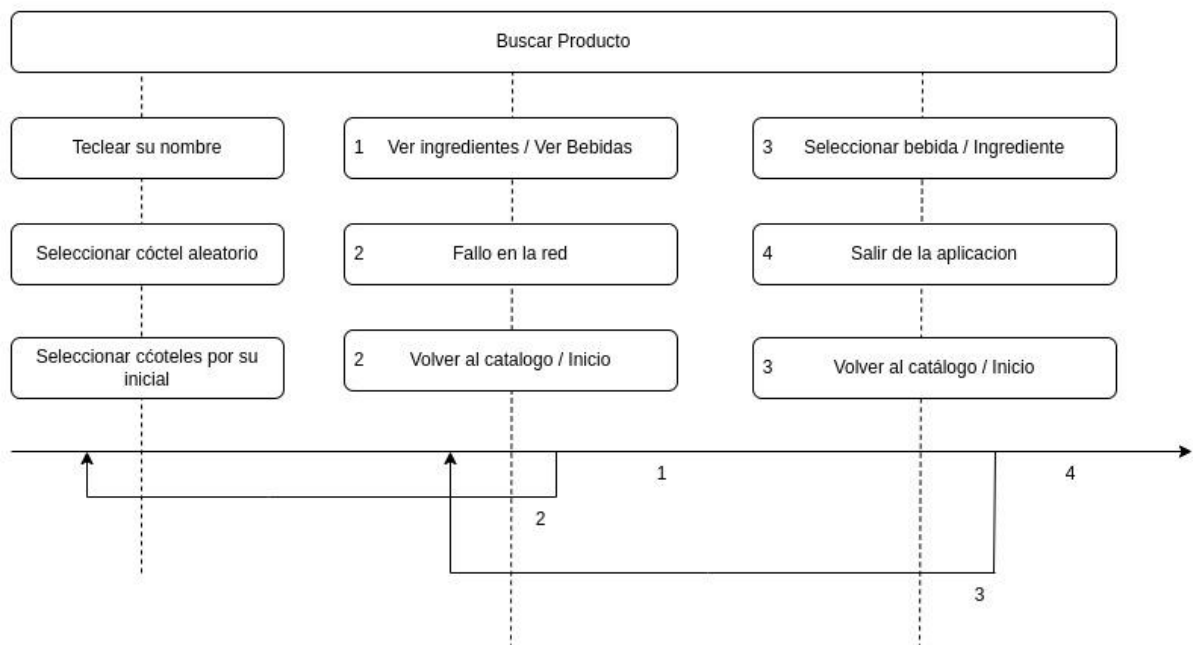 Buscar Producto
Teclear su nombre
1 Ver ingredientes / Ver Bebidas
3 Seleccionar bebida / Ingrediente
Seleccionar cóctel aleatorio
2 Fallo en la red
4 Salir de la aplicacion
Seleccionar cćoteles por su
inicial
2 Volver al catalogo / Inicio
3 Volver al catálogo / Inicio
1
4
2
3